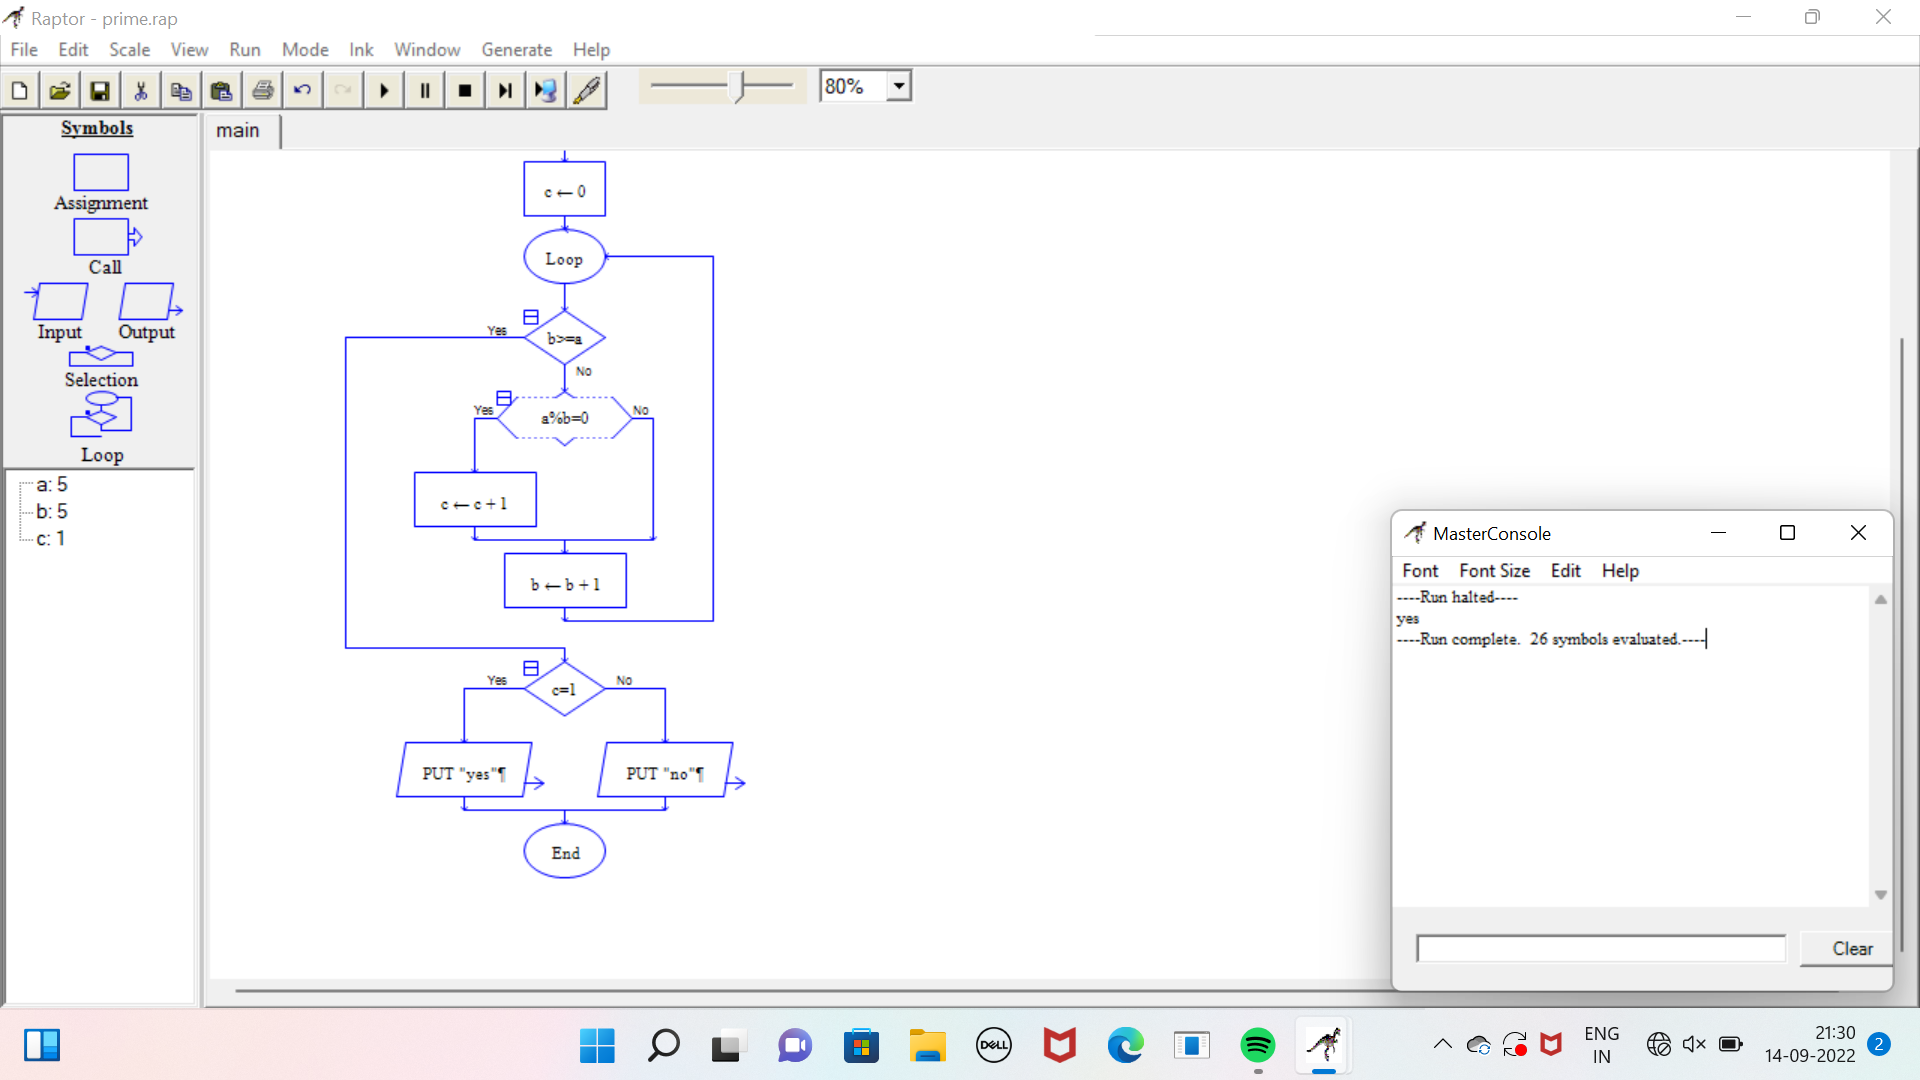 Raptor - prime.rap
File Edit Scale View Run Mode Ink Window Generate Help
80%
Symbols
Assignment
Call
Input Output
Selection
Loop
a: 5
b: 5
c: 1
main
c ← 0
Loop
Yes b>=a
No
Yes a%b=0 No
c ← c + 1
b ← b + 1
Yes c=1 No
PUT "yes"¶ PUT "no"¶
End
MasterConsole
Font Font Size Edit Help
----Run halted----
yes
----Run complete. 26 symbols evaluated.----
Clear
DELL
ENG
IN
21:30
14-09-2022
2